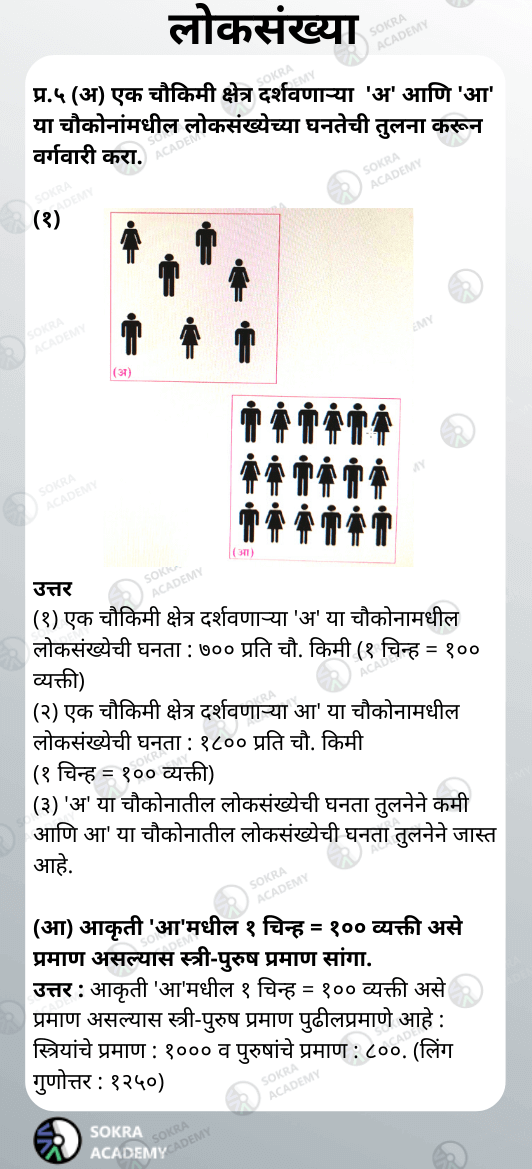 लोकसंख्या
प्र.५ (अ) एक चौकिमी क्षेत्र दर्शवणाऱ्या 'अ' आणि 'आ'
या चौकोनांमधील लोकसंख्येच्या घनतेची तुलना करून
वर्गवारी करा.
(१)
(अ)
(आ)
उत्तर
(१) एक चौकिमी क्षेत्र दर्शवणाऱ्या 'अ' या चौकोनामधील
लोकसंख्येची घनता : ७०० प्रति चौ. किमी (१ चिन्ह = १००
व्यक्ती)
(२) एक चौकिमी क्षेत्र दर्शवणाऱ्या आ' या चौकोनामधील
लोकसंख्येची घनता : १८०० प्रति चौ. किमी
(१ चिन्ह = १०० व्यक्ती)
(३) 'अ' या चौकोनातील लोकसंख्येची घनता तुलनेने कमी
आणि आ' या चौकोनातील लोकसंख्येची घनता तुलनेने जास्त
आहे.
(आ) आकृती 'आ'मधील १ चिन्ह = १०० व्यक्ती असे
प्रमाण असल्यास स्त्री-पुरुष प्रमाण सांगा.
उत्तर : आकृती 'आ'मधील १ चिन्ह = १०० व्यक्ती असे
प्रमाण असल्यास स्त्री-पुरुष प्रमाण पुढीलप्रमाणे आहे :
स्त्रियांचे प्रमाण : १००० व पुरुषांचे प्रमाण : ८००. (लिंग
गुणोत्तर : १२५०)
SOKRA
ACADEMY